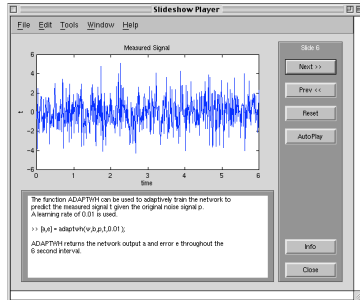 Slideshow Player
File Edit Tools Window Help
Measured Signal
Slide 6
6
4
2
0
-2
-4
-6
t
0 1 2 3 4 5 6
time
Next >>
Prev <<
Reset
AutoPlay
Info
Close
The function ADAPTWH can be used to adaptively train the network to
predict the measured signal t given the original noise signal p.
A learning rate of 0.01 is used.
>> [a,e] = adaptwh(w,b,p,t,0.01);
ADAPTWH returns the network output a and error e throughout the
6 second interval.